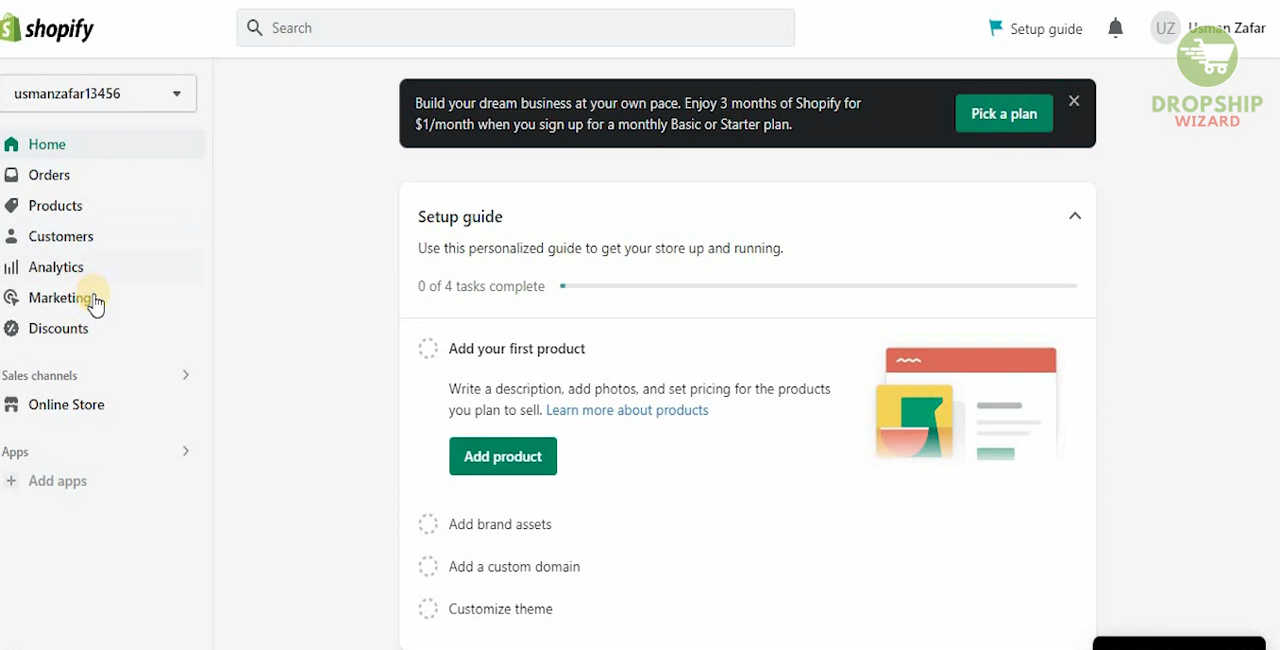 shopify
Search
Setup guide
UZ
Usman Zafar
DROPSHIP
WIZARD
usmanzafar13456
Home
Orders
Products
Customers
Analytics
Marketing
Discounts
Sales channels
Online Store
Apps
Add apps
Build your dream business at your own pace. Enjoy 3 months of Shopify for
$1/month when you sign up for a monthly Basic or Starter plan.
Pick a plan
Setup guide
Use this personalized guide to get your store up and running.
0 of 4 tasks complete
Add your first product
Write a description, add photos, and set pricing for the products
you plan to sell. Learn more about products
Add product
Add brand assets
Add a custom domain
Customize theme